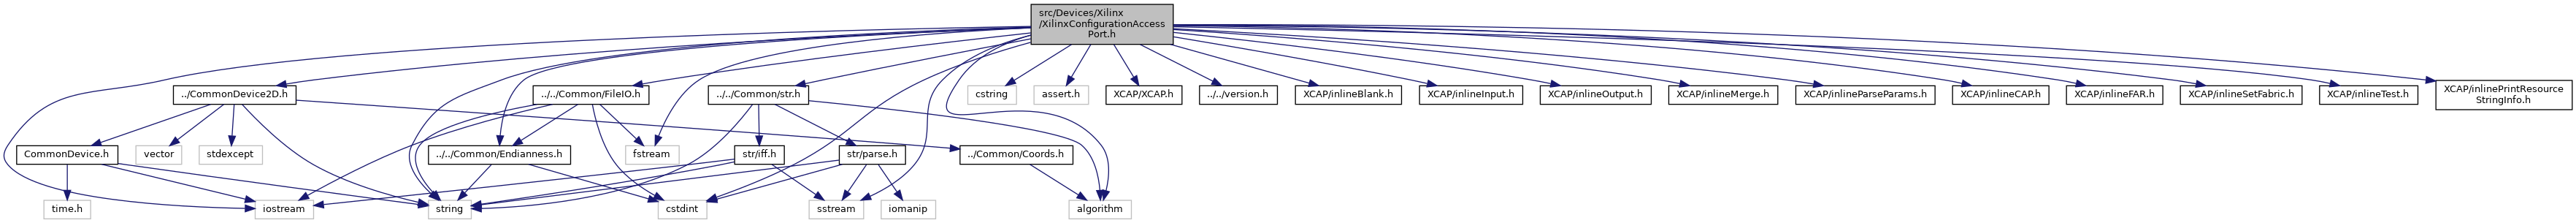 src/Devices/Xilinx
/XilinxConfigurationAccess
Port.h
../CommonDevice2D.h
../../Common/FileIO.h
../../Common/str.h
cstring
assert.h
XCAP/XCAP.h
../../version.h
XCAP/inlineBlank.h
XCAP/inlineInput.h
XCAP/inlineOutput.h
XCAP/inlineMerge.h
XCAP/inlineParseParams.h
XCAP/inlineCAP.h
XCAP/inlineFAR.h
XCAP/inlineSetFabric.h
XCAP/inlineTest.h
XCAP/inlinePrintResource
StringInfo.h
CommonDevice.h
vector
stdexcept
../../Common/Endianness.h
fstream
str/iff.h
str/parse.h
../Common/Coords.h
time.h
iostream
string
cstdint
sstream
iomanip
algorithm